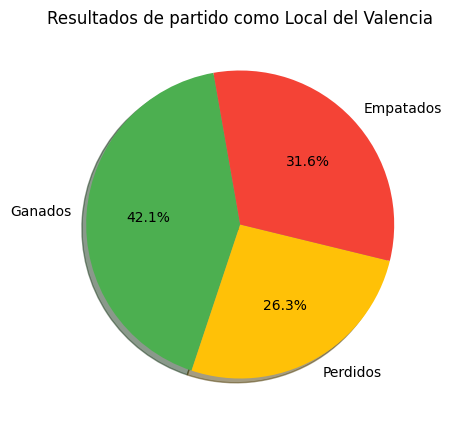 Resultados de partido como Local del Valencia
Empatados
31.6%
Ganados
42.1%
26.3%
Perdidos